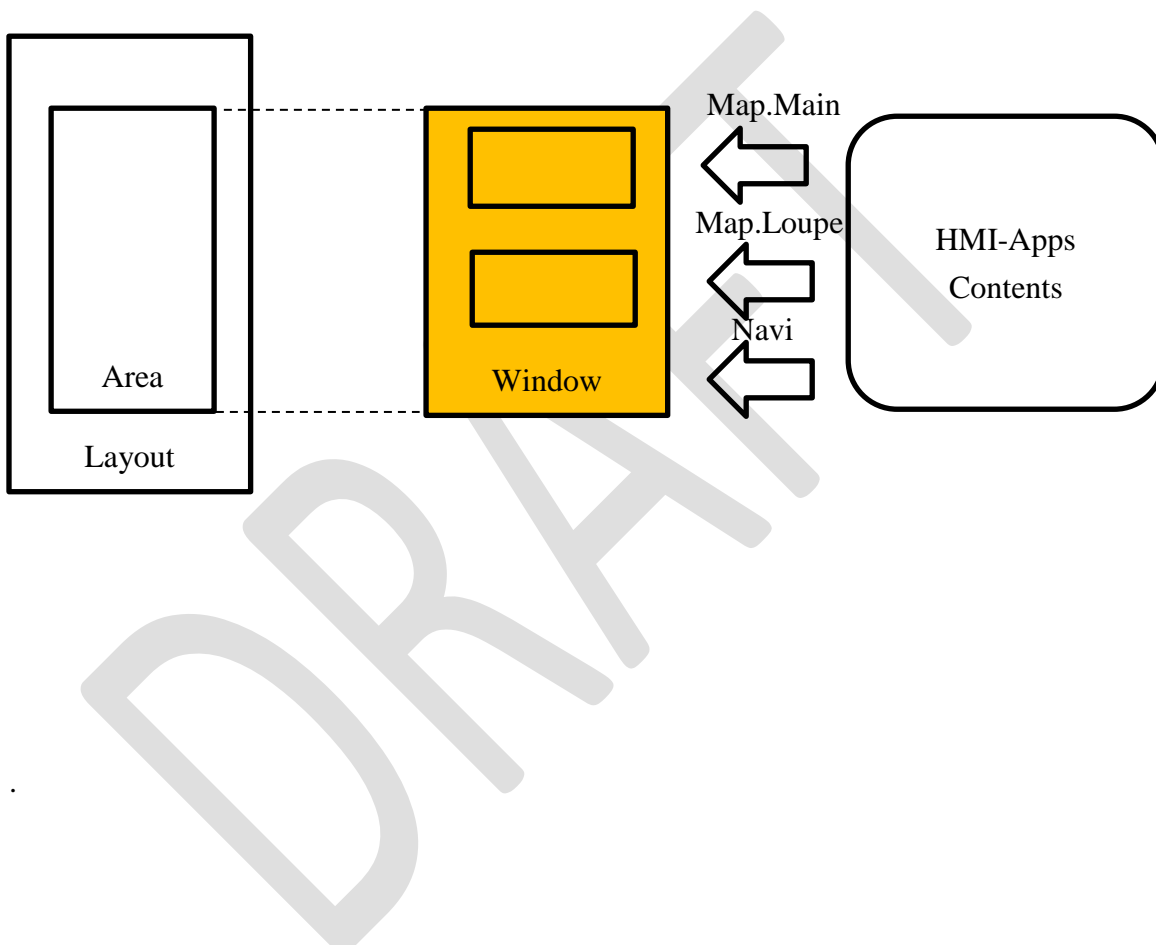 Map.Main
Map.Loupe
HMI-Apps
Contents
Navi
Area
Window
Layout
.
DRAFT